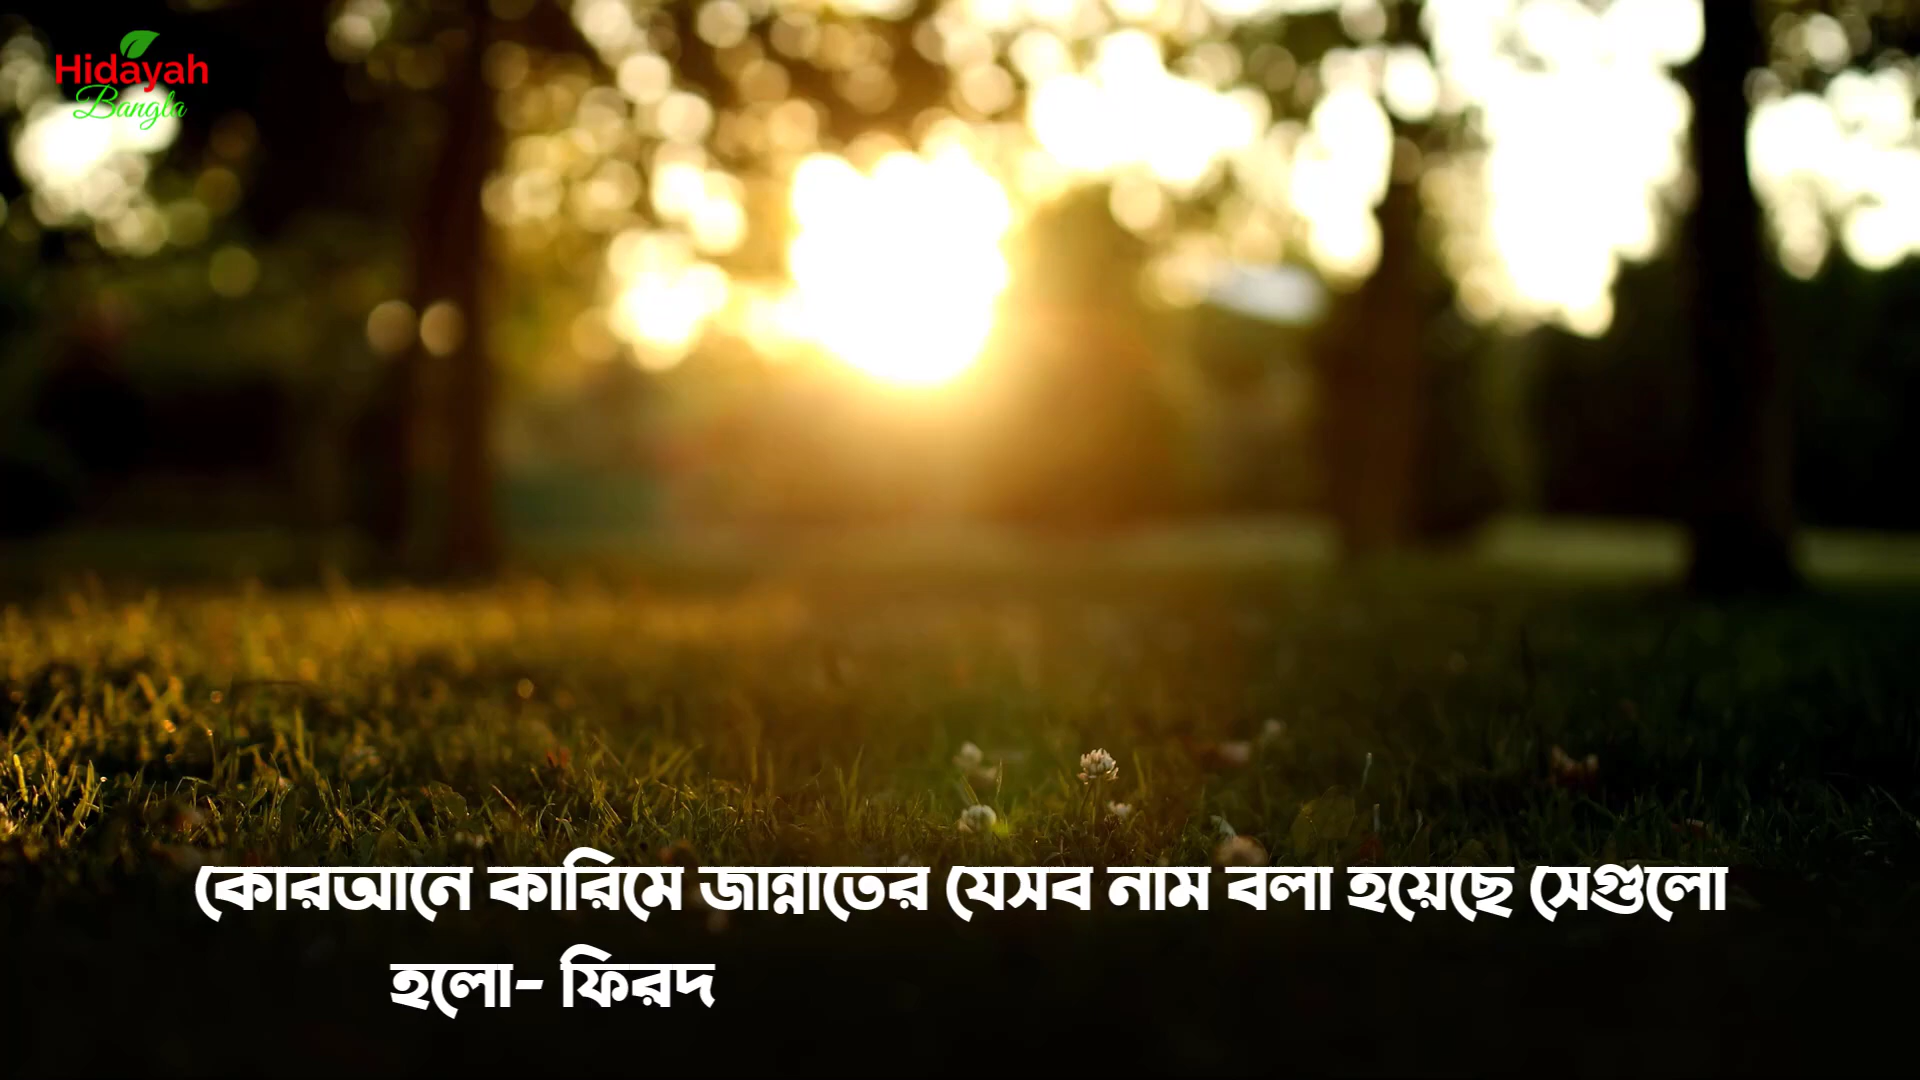 Hidayah
Bangla
কোরআনে কারিমে জান্নাতের যেসব নাম বলা হয়েছে সেগুলো
হলো- ফিরদ